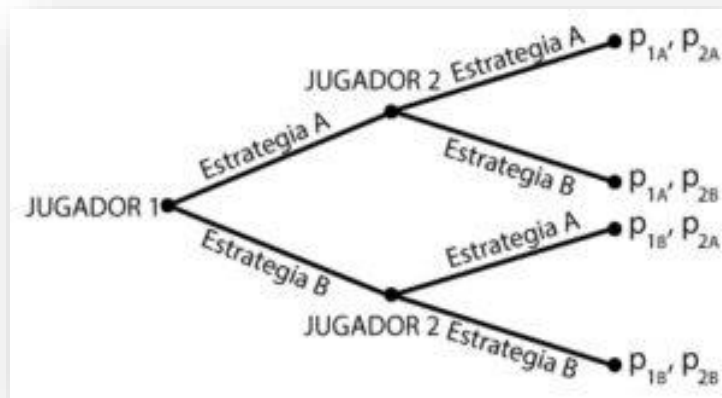 Estrategia A
p1A, p2A
JUGADOR 2
Estrategia A
Estrategia B
p1A, p2B
JUGADOR 1
Estrategia A
p1B, p2A
Estrategia B
JUGADOR 2
Estrategia B
p1B, p2B